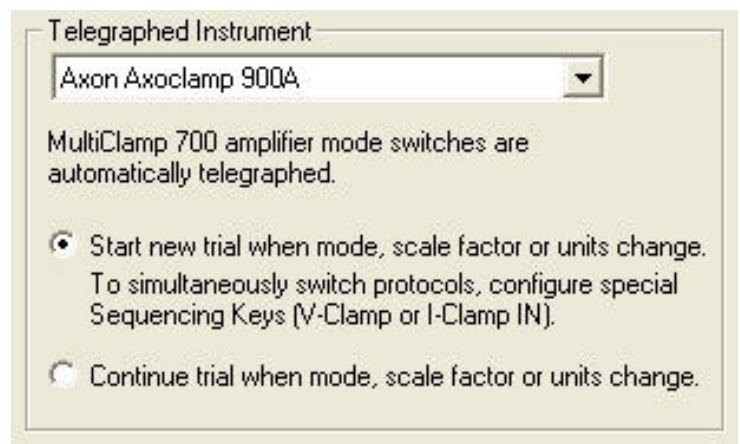 Telegraphed Instrument
Axon Axoclamp 900A
MultiClamp 700 amplifier mode switches are
automatically telegraphed.
Start new trial when mode, scale factor or units change.
To simultaneously switch protocols, configure special
Sequencing Keys (V-Clamp or I-Clamp IN).
Continue trial when mode, scale factor or units change.